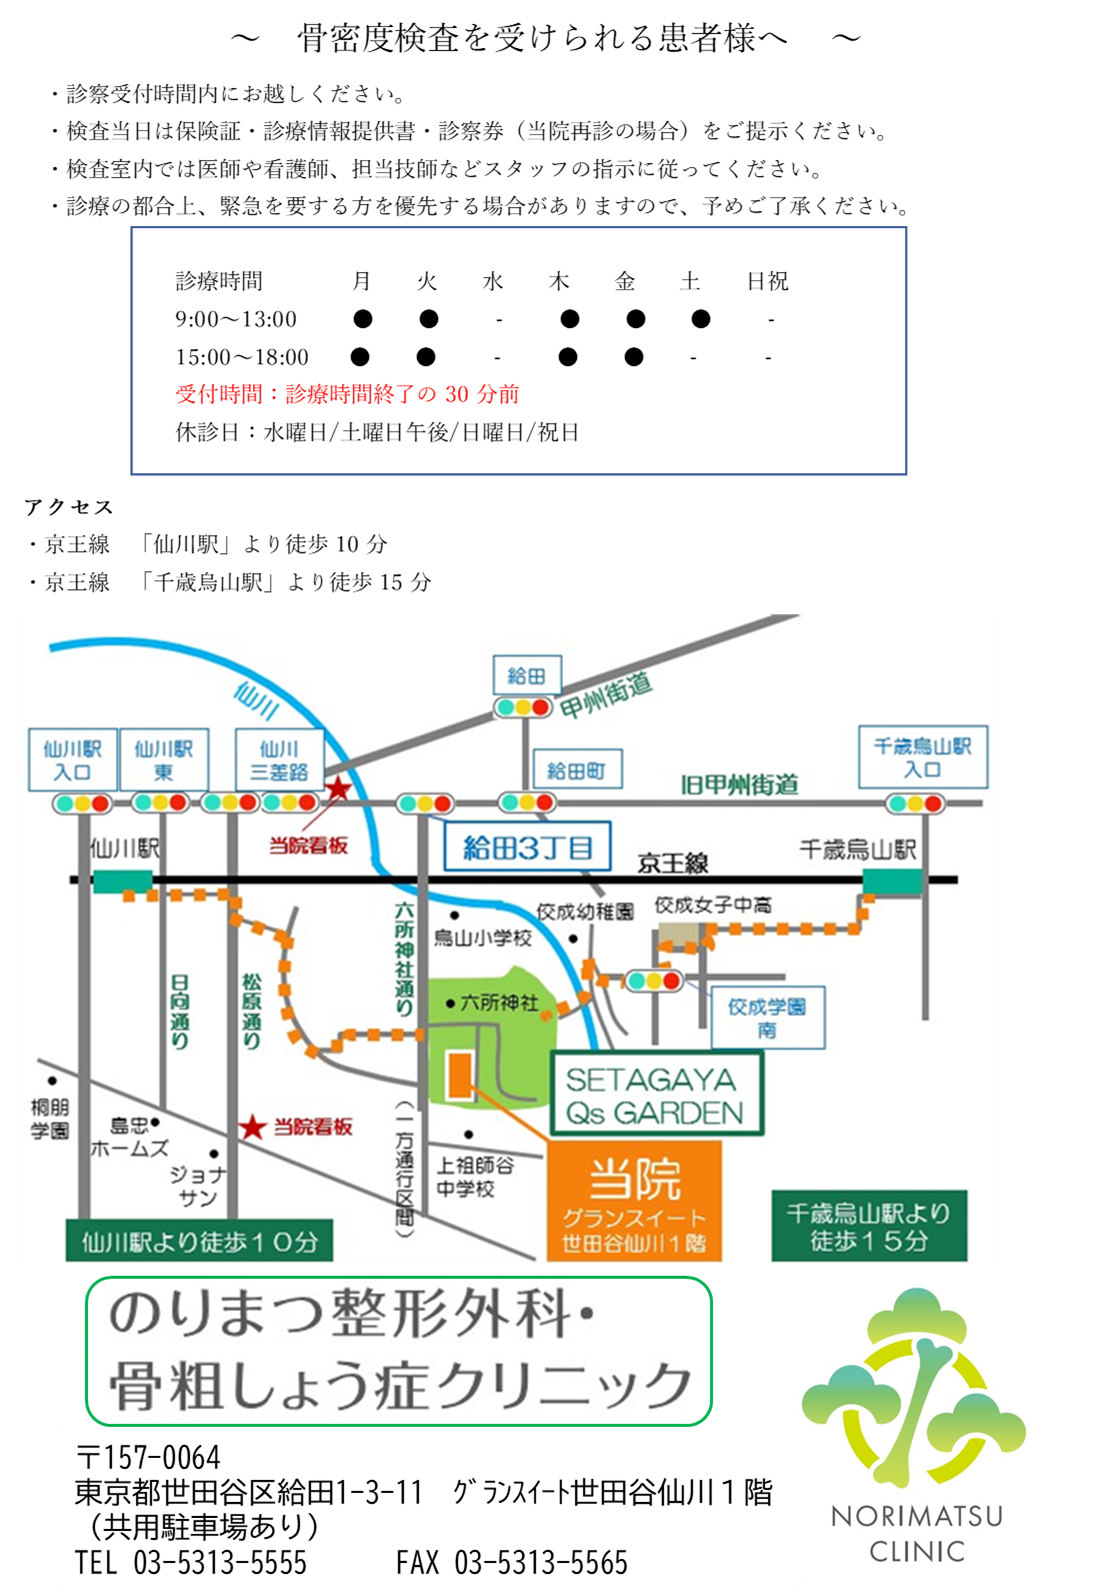 ～　骨密度検査を受けられる患者様へ　～
・診察受付時間内にお越しください。
・検査当日は保険証・診療情報提供書・診察券（当院再診の場合）をご提示ください。
・検査室内では医師や看護師、担当技師などスタッフの指示に従ってください。
・診療の都合上、緊急を要する方を優先する場合がありますので、予めご了承ください。
診療時間　月　火　水　木　金　土　日祝
9:00～13:00　●　●　-　●　●　●　-
15:00～18:00　●　●　-　●　●　-　-
受付時間：診療時間終了の 30 分前
休診日：水曜日/土曜日午後/日曜日/祝日
アクセス
・京王線　「仙川駅」より徒歩 10 分
・京王線　「千歳烏山駅」より徒歩 15 分
給田
甲州街道
仙川
仙川駅
入口
仙川駅
東
仙川
三差路
給田町
千歳烏山駅
入口
旧甲州街道
当院看板
給田3丁目
仙川駅
京王線
千歳烏山駅
六所神社通り
烏山小学校
佼成幼稚園
佼成女子中高
日向通り
松原通り
六所神社
佼成学園
南
SETAGAYA
Qs GARDEN
桐朋
学園
島忠
ホームズ
当院看板
ジョナ
サン
（一方通行区間）
上祖師谷
中学校
当院
グランスイート
世田谷仙川１階
仙川駅より徒歩１０分
千歳烏山駅より
徒歩１５分
のりまつ整形外科・
骨粗しょう症クリニック
〒157-0064
東京都世田谷区給田1-3-11　ｸﾞﾗﾝｽｲｰﾄ世田谷仙川１階
（共用駐車場あり）
TEL 03-5313-5555　FAX 03-5313-5565
NORIMATSU
CLINIC